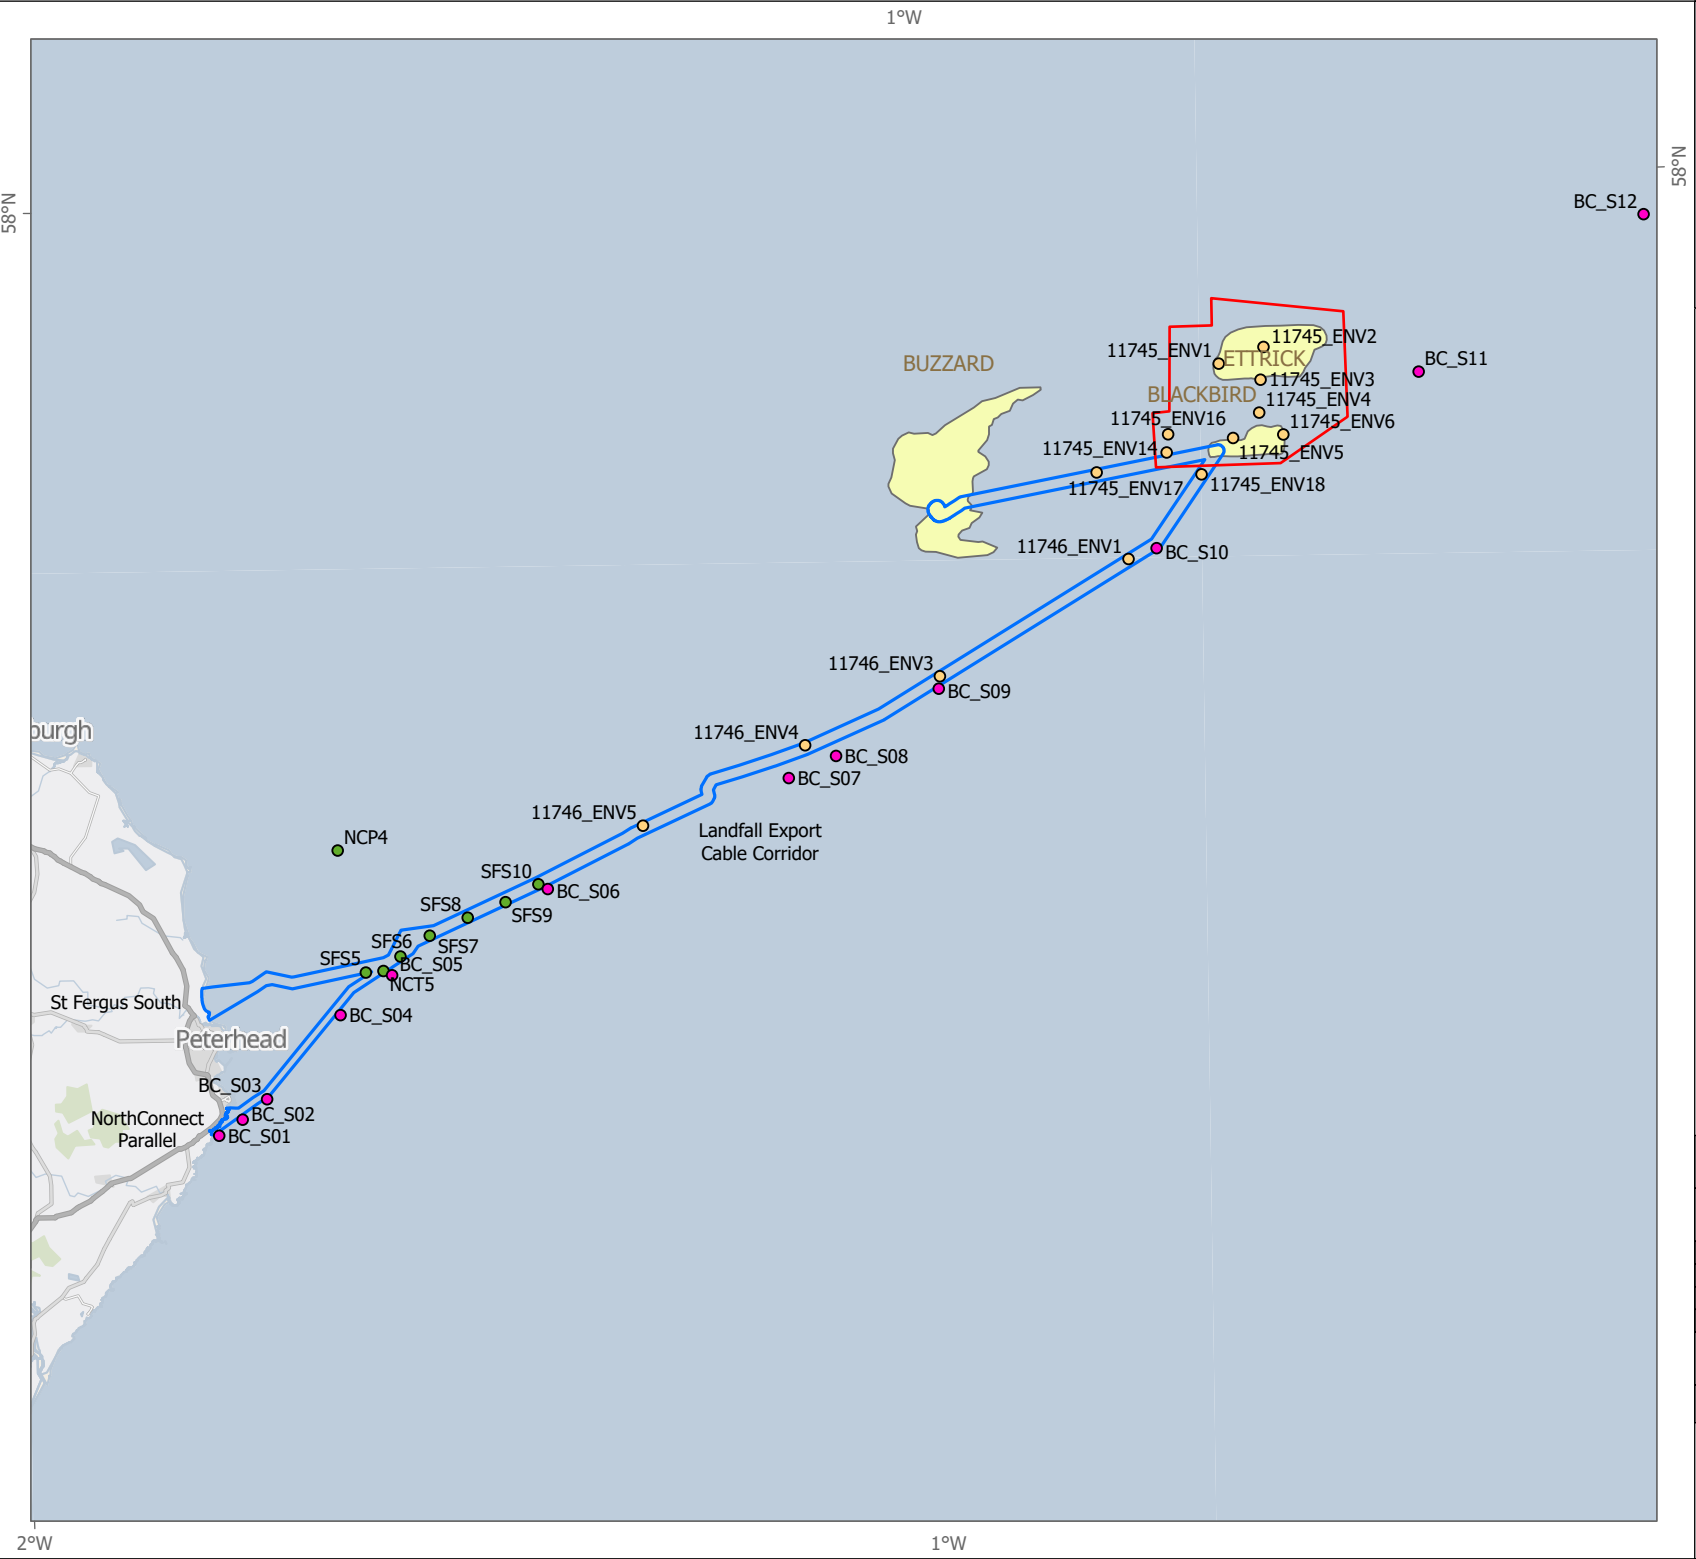 1°W
58°N
58°N
BC_S12
11745_ENV2
11745_ENV1
ETTRICK
BC_S11
BUZZARD
11745_ENV3
BLACKBIRD
11745_ENV4
11745_ENV16
11745_ENV6
11745_ENV14
11745_ENV5
11745_ENV17
11745_ENV18
11746_ENV1
BC_S10
11746_ENV3
BC_S09
burgh
11746_ENV4
BC_S08
BC_S07
11746_ENV5
Landfall Export
Cable Corridor
NCP4
SFS10
BC_S06
SFS8
SFS9
SFS6
SFS7
SFS5
BC_S05
NCT5
St Fergus South
BC_S04
Peterhead
BC_S03
NorthConnect
Parallel
BC_S02
BC_S01
2°W
1°W